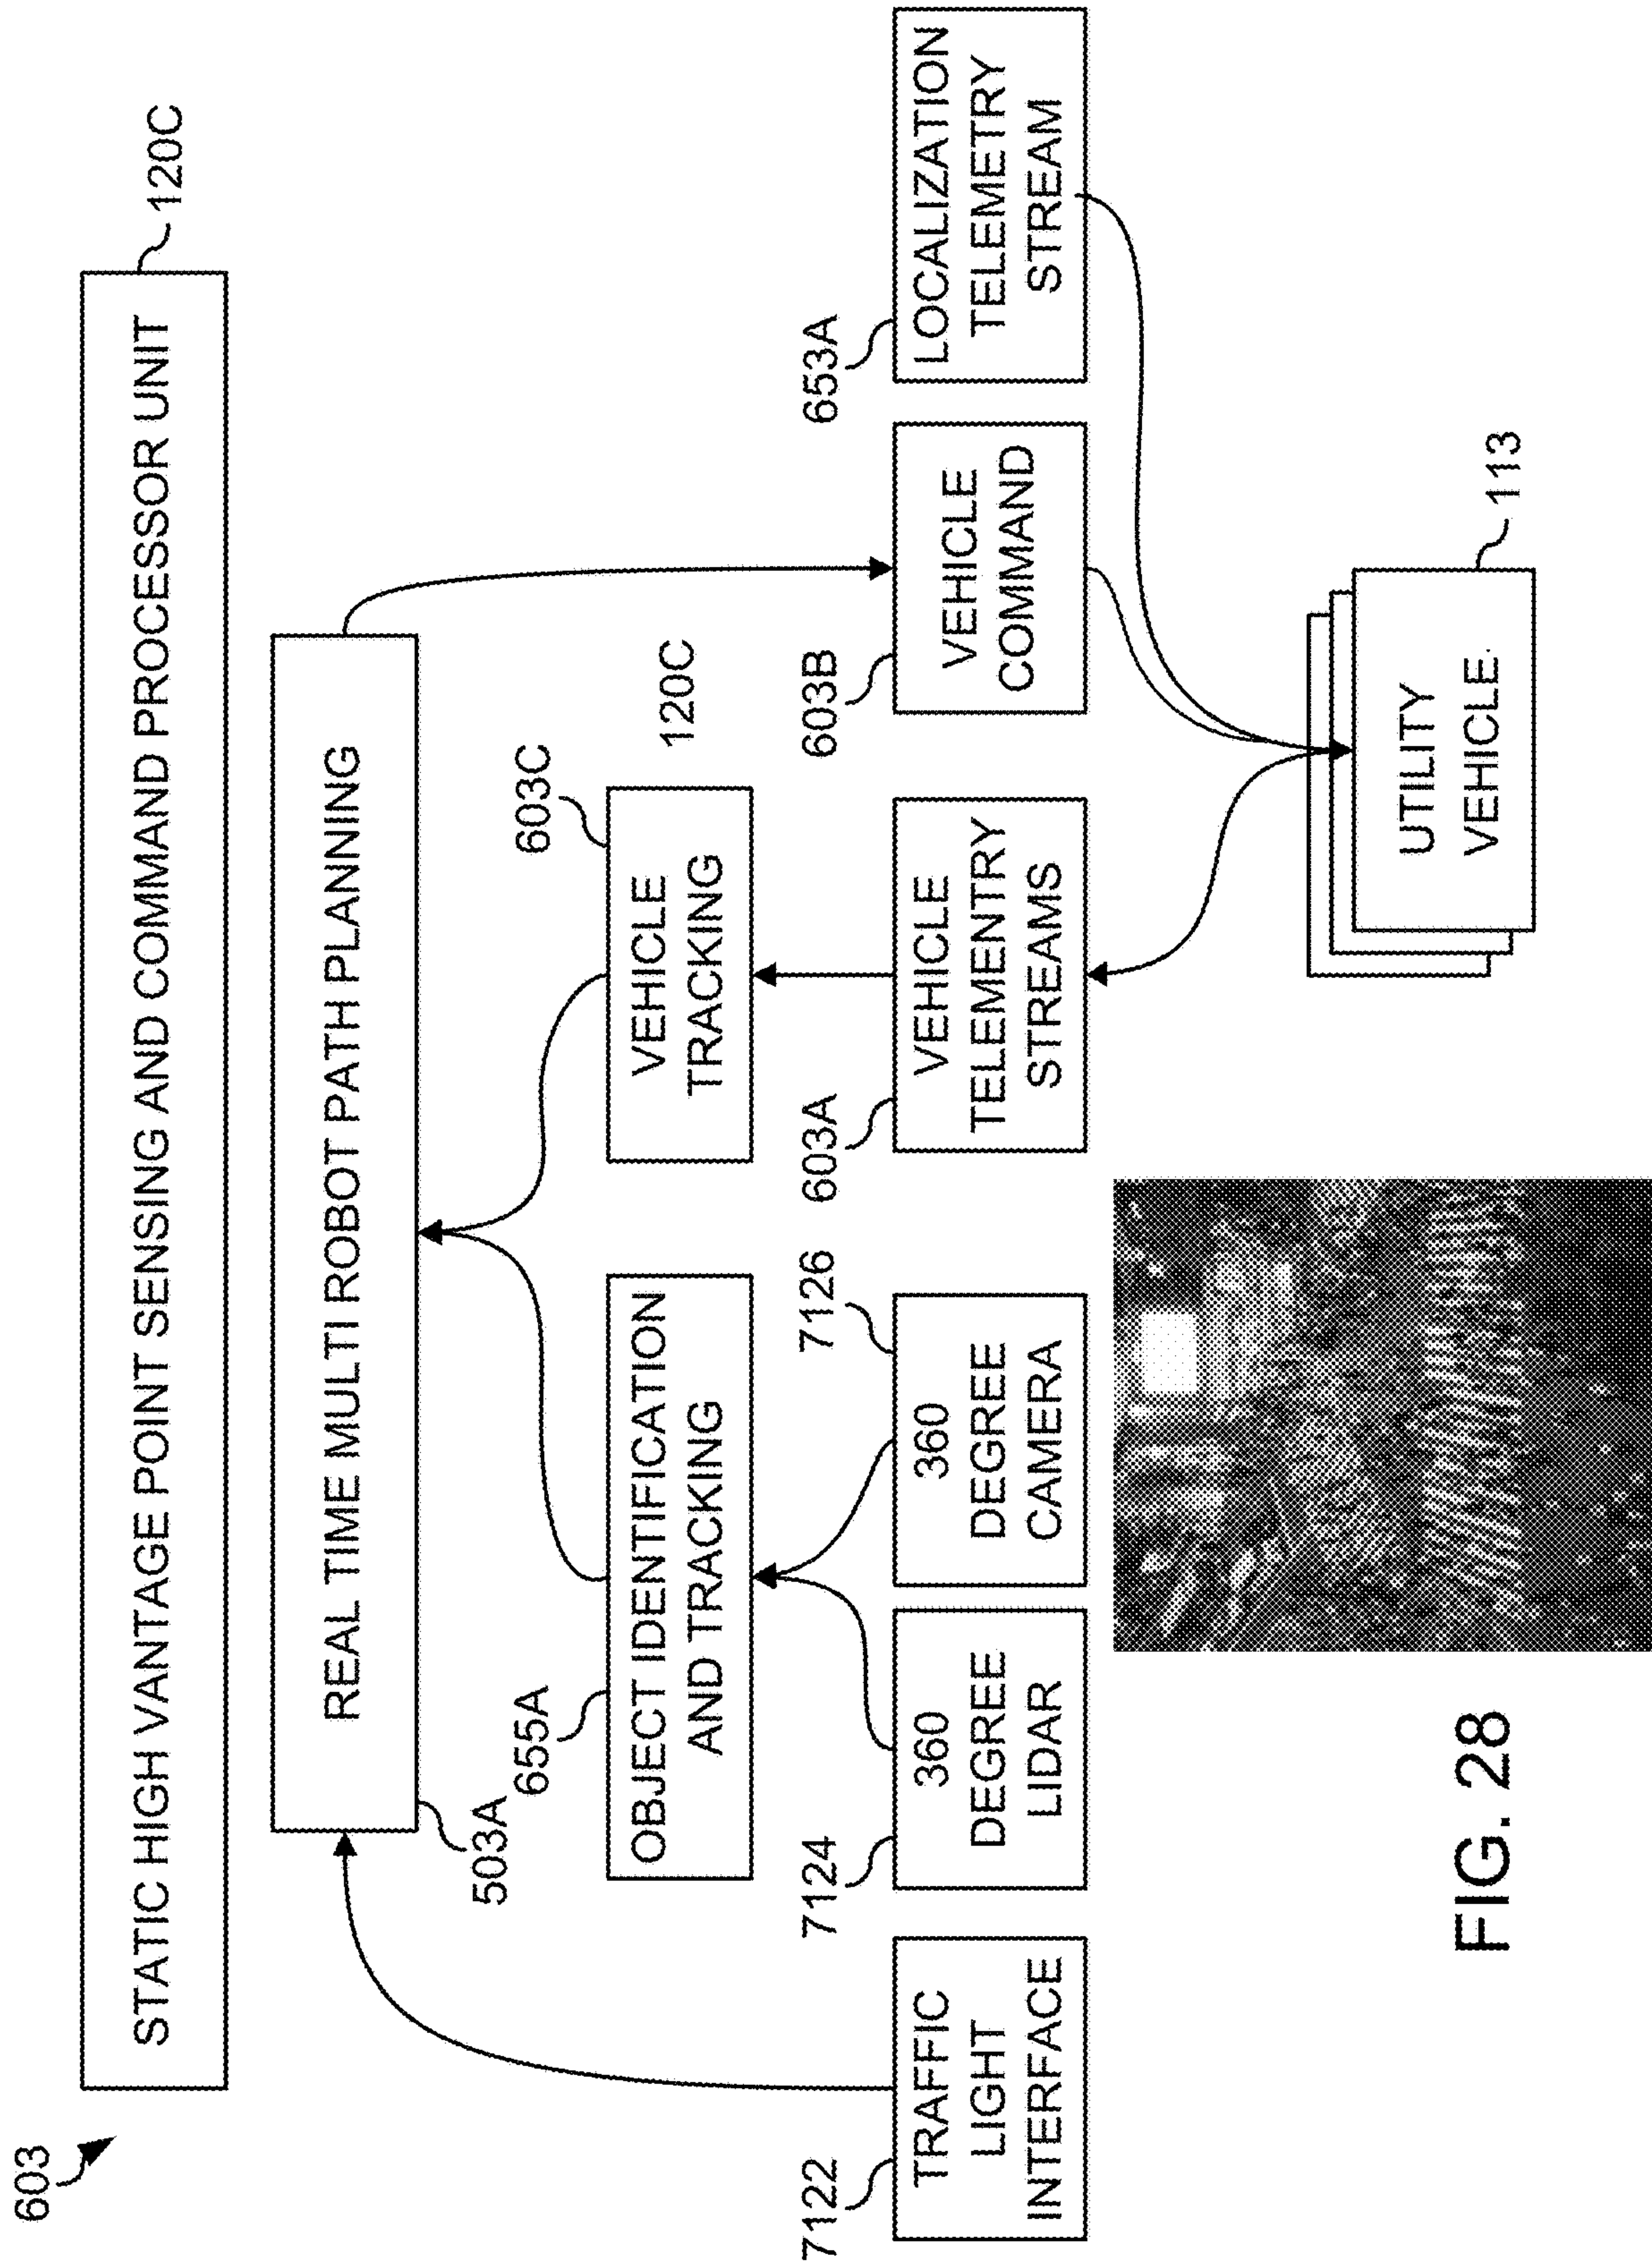 603
STATIC HIGH VANTAGE POINT SENSING AND COMMAND PROCESSOR UNIT
120C
REAL TIME MULTI ROBOT PATH PLANNING
503A
655A
OBJECT IDENTIFICATION
AND TRACKING
603C
VEHICLE
TRACKING
120C
7122
TRAFFIC
LIGHT
INTERFACE
7124
360
DEGREE
LIDAR
7126
360
DEGREE
CAMERA
603A
VEHICLE
TELEMENTRY
STREAMS
603B
VEHICLE
COMMAND
653A
LOCALIZATION
TELEMETRY
STREAM
UTILITY
VEHICLE
113
FIG. 28